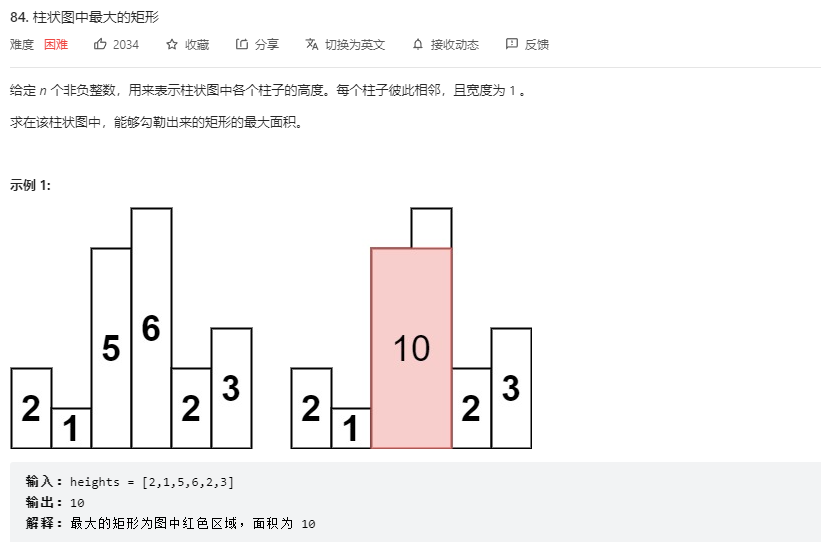 84. 柱状图中最大的矩形
难度 困难 2034 收藏 分享 切换为英文 接收动态 反馈
给定 n 个非负整数，用来表示柱状图中各个柱子的高度。每个柱子彼此相邻，且宽度为 1 。
求在该柱状图中，能够勾勒出来的矩形的最大面积。
示例 1:
2 1 5 6 2 3
2 1 10 2 3
输入：heights = [2,1,5,6,2,3]
输出：10
解释：最大的矩形为图中红色区域，面积为 10